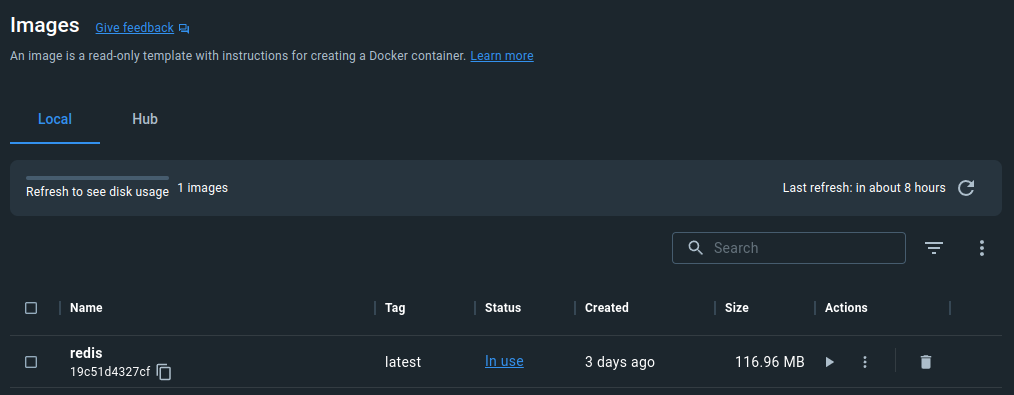 Images Give feedback
An image is a read-only template with instructions for creating a Docker container. Learn more
Local Hub
Refresh to see disk usage 1 images Last refresh: in about 8 hours
Search
Name Tag Status Created Size Actions
redis
19c51d4327cf latest In use 3 days ago 116.96 MB